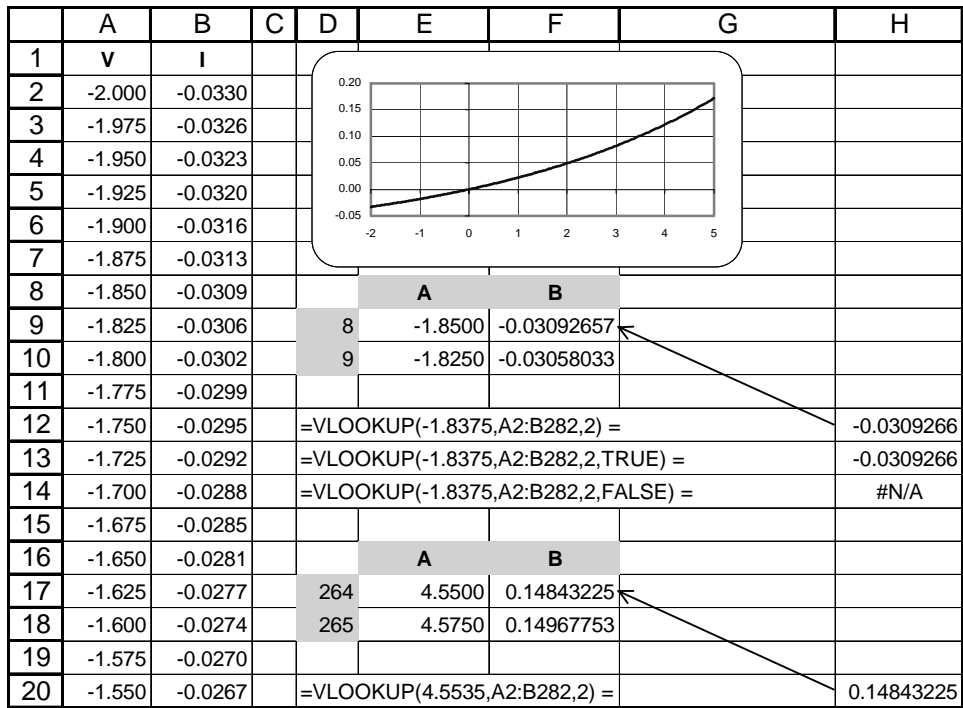 A B C D E F G H
1 V I
2 -2.000 -0.0330
3 -1.975 -0.0326
4 -1.950 -0.0323
5 -1.925 -0.0320
6 -1.900 -0.0316
7 -1.875 -0.0313
0.20
0.15
0.10
0.05
0.00
-0.05
-2 -1 0 1 2 3 4 5
8 -1.850 -0.0309 A B
9 -1.825 -0.0306 8 -1.8500 -0.03092657
10 -1.800 -0.0302 9 -1.8250 -0.03058033
11 -1.775 -0.0299
12 -1.750 -0.0295 =VLOOKUP(-1.8375,A2:B282,2) = -0.0309266
13 -1.725 -0.0292 =VLOOKUP(-1.8375,A2:B282,2,TRUE) = -0.0309266
14 -1.700 -0.0288 =VLOOKUP(-1.8375,A2:B282,2,FALSE) = #N/A
15 -1.675 -0.0285
16 -1.650 -0.0281 A B
17 -1.625 -0.0277 264 4.5500 0.14843225
18 -1.600 -0.0274 265 4.5750 0.14967753
19 -1.575 -0.0270
20 -1.550 -0.0267 =VLOOKUP(4.5535,A2:B282,2) = 0.14843225